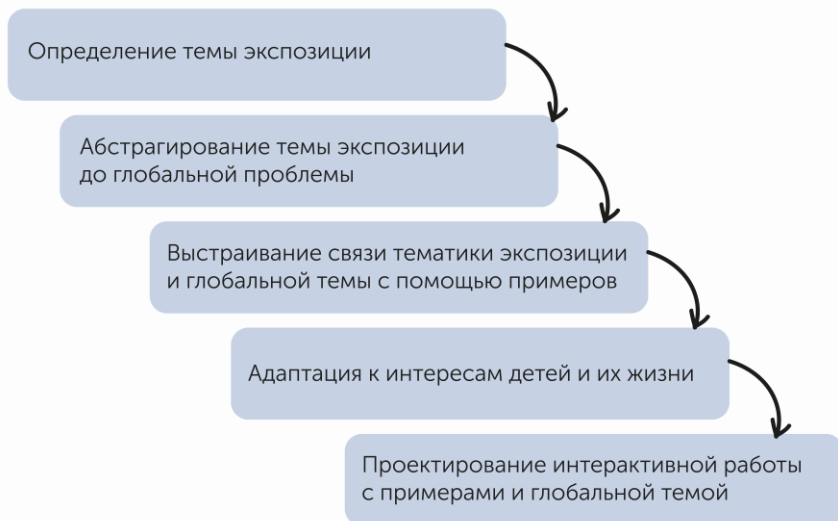 Определение темы экспозиции
Абстрагирование темы экспозиции
до глобальной проблемы
Выстраивание связи тематики экспозиции
и глобальной темы с помощью примеров
Адаптация к интересам детей и их жизни
Проектирование интерактивной работы
с примерами и глобальной темой